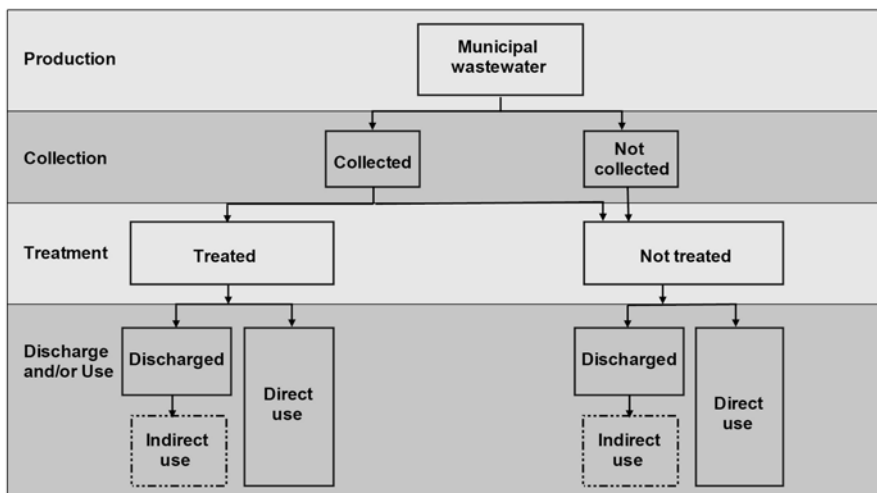 Production
Municipal
wastewater
Collection
Collected
Not
collected
Treatment
Treated
Not treated
Discharge
and/or Use
Discharged
Direct
use
Indirect
use
Discharged
Direct
use
Indirect
use